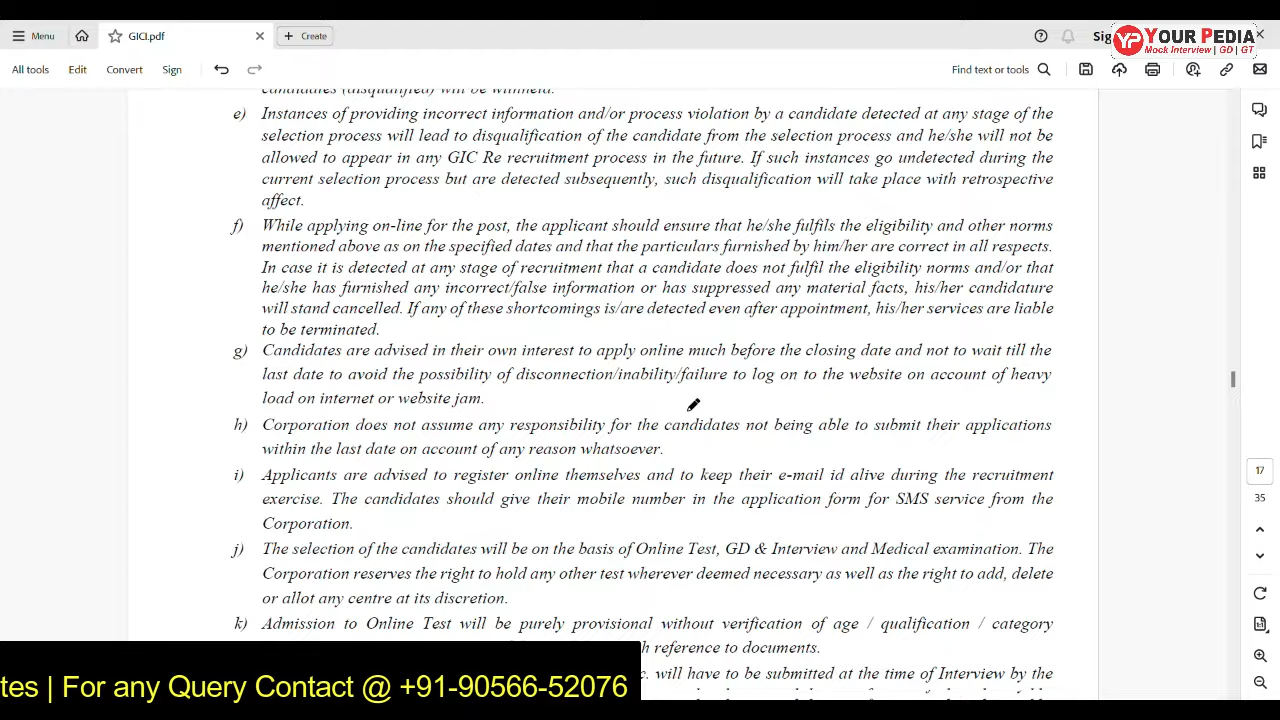 Menu
GICI.pdf
Create
Sig
YP YOUR PEDIA
Mock Interview | GD | GT
All tools
Edit
Convert
Sign
Find text or tools
candidates (disqualified) will be withheld.
e) Instances of providing incorrect information and/or process violation by a candidate detected at any stage of the
selection process will lead to disqualification of the candidate from the selection process and he/she will not be
allowed to appear in any GIC Re recruitment process in the future. If such instances go undetected during the
current selection process but are detected subsequently, such disqualification will take place with retrospective
affect.
f) While applying on-line for the post, the applicant should ensure that he/she fulfils the eligibility and other norms
mentioned above as on the specified dates and that the particulars furnished by him/her are correct in all respects.
In case it is detected at any stage of recruitment that a candidate does not fulfil the eligibility norms and/or that
he/she has furnished any incorrect/false information or has suppressed any material facts, his/her candidature
will stand cancelled. If any of these shortcomings is/are detected even after appointment, his/her services are liable
to be terminated.
g) Candidates are advised in their own interest to apply online much before the closing date and not to wait till the
last date to avoid the possibility of disconnection/inability/failure to log on to the website on account of heavy
load on internet or website jam.
h) Corporation does not assume any responsibility for the candidates not being able to submit their applications
within the last date on account of any reason whatsoever.
i) Applicants are advised to register online themselves and to keep their e-mail id alive during the recruitment
exercise. The candidates should give their mobile number in the application form for SMS service from the
Corporation.
j) The selection of the candidates will be on the basis of Online Test, GD & Interview and Medical examination. The
Corporation reserves the right to hold any other test wherever deemed necessary as well as the right to add, delete
or allot any centre at its discretion.
k) Admission to Online Test will be purely provisional without verification of age / qualification / category
reference to documents.
will have to be submitted at the time of Interview by the
17
35
tes | For any Query Contact @ +91-90566-52076